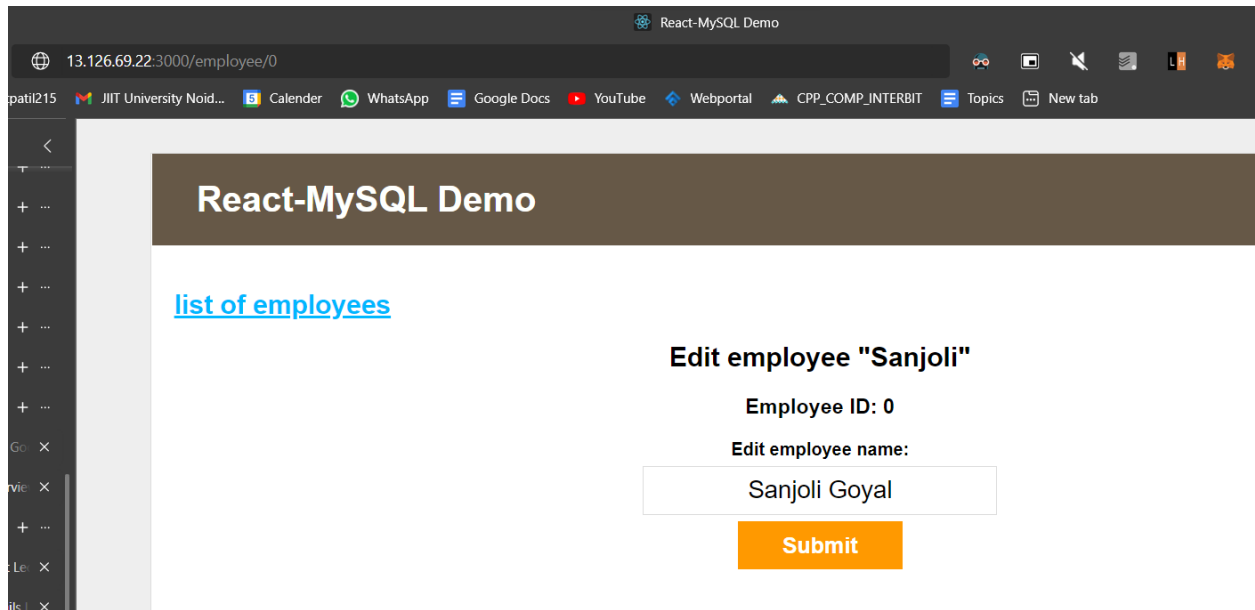 React-MySQL Demo
13.126.69.22:3000/employee/0
patil215 JIIT University Noid... 5 Calender WhatsApp Google Docs YouTube Webportal CPP_COMP_INTERBIT Topics New tab
React-MySQL Demo
list of employees
Edit employee "Sanjoli"
Employee ID: 0
Edit employee name:
Sanjoli Goyal
Submit